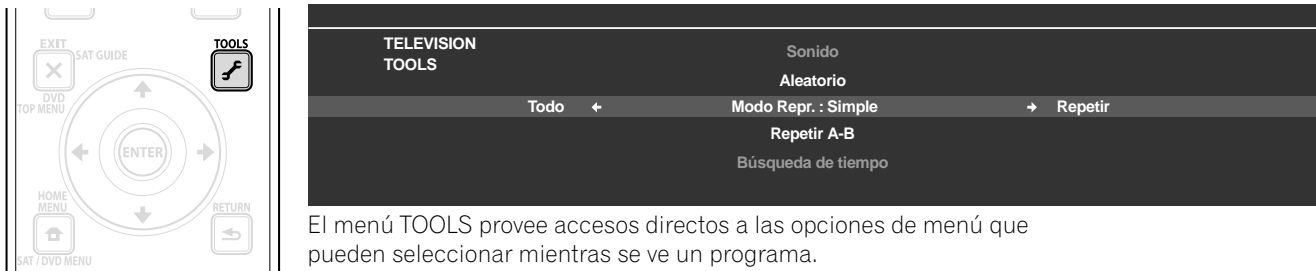 EXIT
SAT GUIDE
TOOLS
DVD
TOP MENU
ENTER
HOME
MENU
RETURN
SAT / DVD MENU
TELEVISION
TOOLS
Sonido
Aleatorio
Todo Modo Repr. : Simple Repetir
Repetir A-B
Búsqueda de tiempo
El menú TOOLS provee accesos directos a las opciones de menú que
pueden seleccionar mientras se ve un programa.